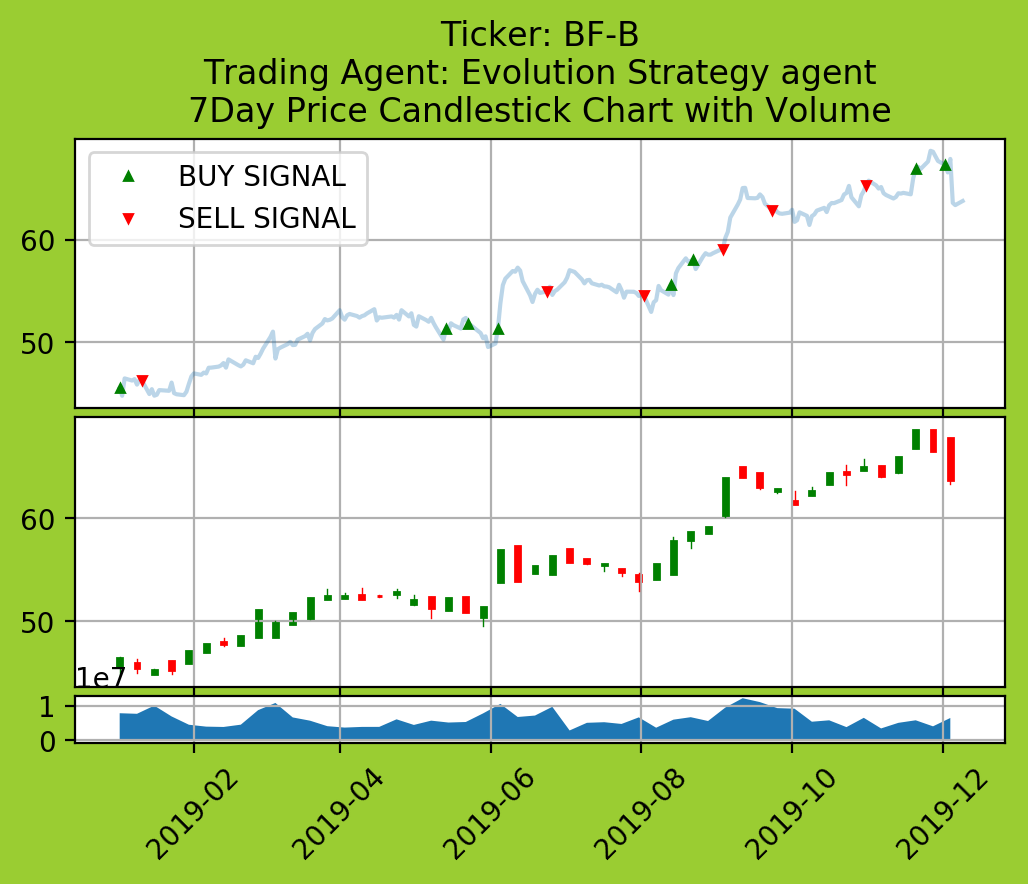 Ticker: BF-B
Trading Agent: Evolution Strategy agent
7Day Price Candlestick Chart with Volume
BUY SIGNAL
SELL SIGNAL
60
50
60
50
1e7
1
0
2019-02
2019-04
2019-06
2019-08
2019-10
2019-12